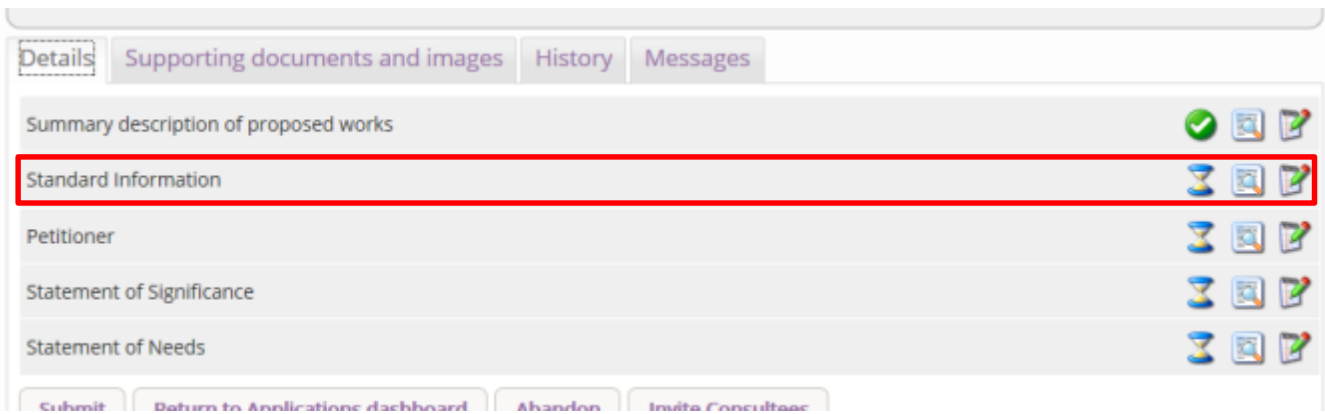 Details Supporting documents and images History Messages
Summary description of proposed works
Standard Information
Petitioner
Statement of Significance
Statement of Needs
Submit Return to Applications dashboard Abandon Invite Consultees